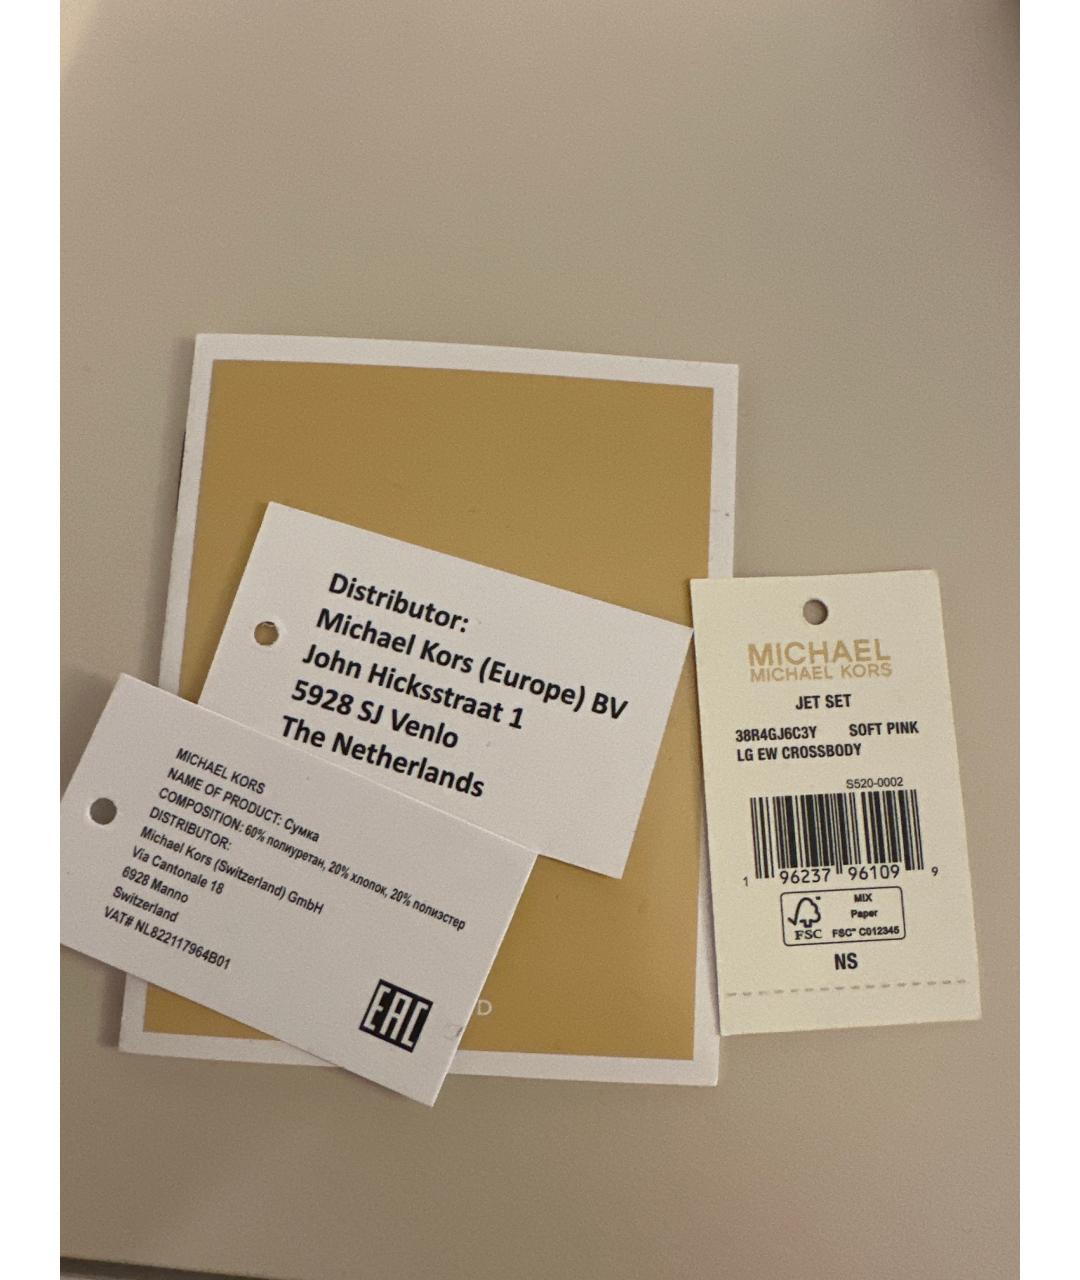 Distributor:
Michael Kors (Europe) BV
John Hicksstraat 1
5928 SJ Venlo
The Netherlands
MICHAEL KORS
NAME OF PRODUCT: Сумка
COMPOSITION: 60% полиуретан, 20% хлопок, 20% полиэстер
DISTRIBUTOR:
Michael Kors (Switzerland) GmbH
Via Cantonale 18
6928 Manno
Switzerland
VAT# NL822117964B01
EAC
D
MICHAEL
MICHAEL KORS
JET SET
38R4GJ6C3Y SOFT PINK
LG EW CROSSBODY
S520-0002
1 96237 96109 9
FSC
MIX
Paper
FSC™ C012345
NS